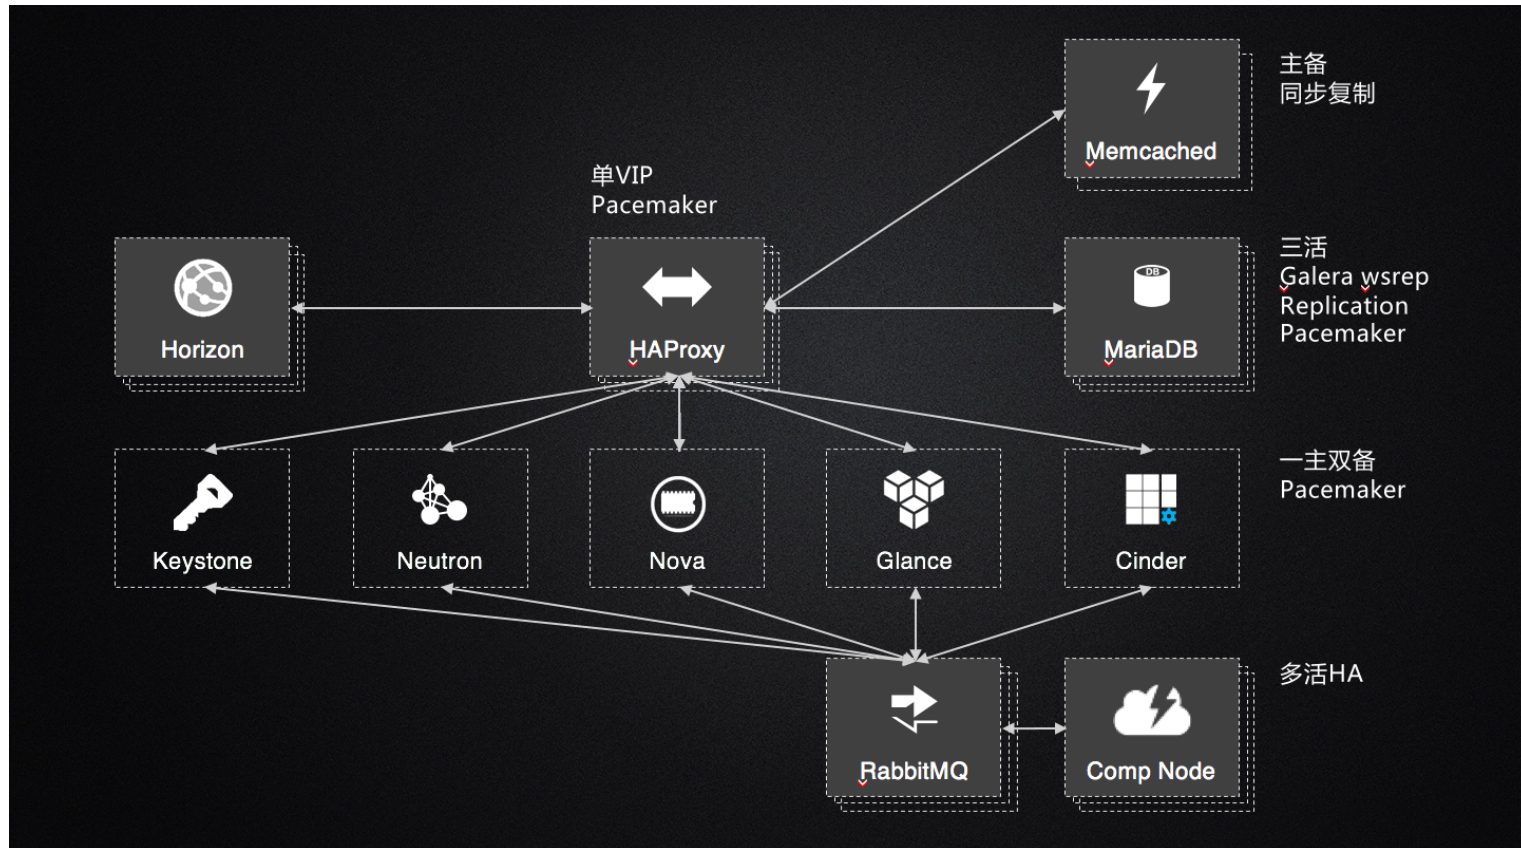 主备
同步复制
Memcached
单VIP
Pacemaker
Horizon
HAProxy
DB
MariaDB
三活
Galera wsrep
Replication
Pacemaker
Keystone
Neutron
Nova
Glance
Cinder
一主双备
Pacemaker
RabbitMQ
Comp Node
多活HA